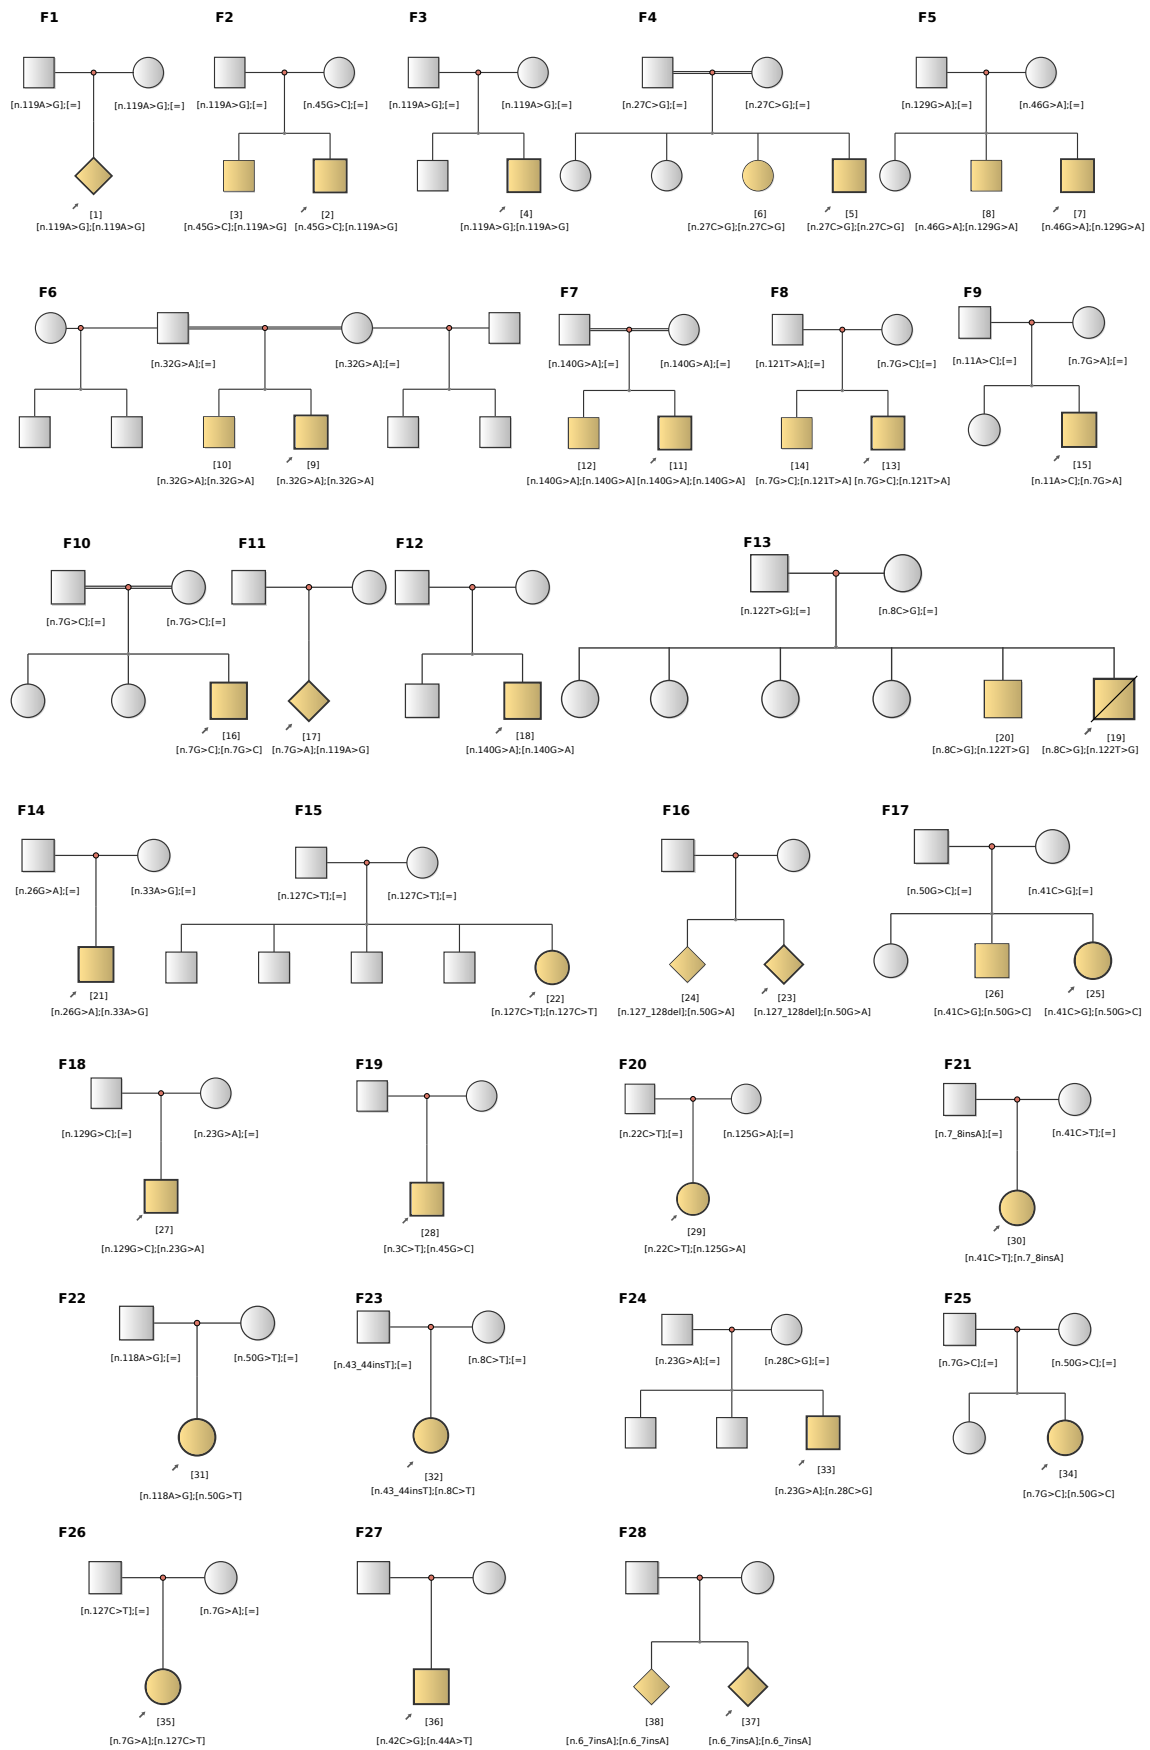 F1 F2 F3 F4 F5
[n.119A>G];[=] [n.119A>G];[=] [n.119A>G];[=] [n.45G>C];[=] [n.119A>G];[=] [n.119A>G];[=] [n.27C>G];[=] [n.27C>G];[=] [n.129G>A];[=] [n.46G>A];[=]
[1] [3] [2] [4] [6] [5] [8] [7]
[n.119A>G];[n.119A>G] [n.45G>C];[n.119A>G] [n.45G>C];[n.119A>G] [n.119A>G];[n.119A>G] [n.27C>G];[n.27C>G] [n.27C>G];[n.27C>G] [n.46G>A];[n.129G>A] [n.46G>A];[n.129G>A]
F6 F7 F8 F9
[n.32G>A];[=] [n.32G>A];[=] [n.140G>A];[=] [n.140G>A];[=] [n.121T>A];[=] [n.7G>C];[=] [n.11A>C];[=] [n.7G>A];[=]
[10] [9] [12] [11] [14] [13] [15]
[n.32G>A];[n.32G>A] [n.32G>A];[n.32G>A] [n.140G>A];[n.140G>A] [n.140G>A];[n.140G>A] [n.7G>C];[n.121T>A] [n.7G>C];[n.121T>A] [n.11A>C];[n.7G>A]
F10 F11 F12 F13
[n.7G>C];[=] [n.7G>C];[=] [n.122T>G];[=] [n.8C>G];[=]
[16] [17] [18] [20] [19]
[n.7G>C];[n.7G>C] [n.7G>A];[n.119A>G] [n.140G>A];[n.140G>A] [n.8C>G];[n.122T>G] [n.8C>G];[n.122T>G]
F14 F15 F16 F17
[n.26G>A];[=] [n.33A>G];[=] [n.127C>T];[=] [n.127C>T];[=] [n.50G>C];[=] [n.41C>G];[=]
[21] [22] [24] [23] [26] [25]
[n.26G>A];[n.33A>G] [n.127C>T];[n.127C>T] [n.127_128del];[n.50G>A] [n.127_128del];[n.50G>A] [n.41C>G];[n.50G>C] [n.41C>G];[n.50G>C]
F18 F19 F20 F21
[n.129G>C];[=] [n.23G>A];[=] [n.22C>T];[=] [n.125G>A];[=] [n.7_8insA];[=] [n.41C>T];[=]
[27] [28] [29] [30]
[n.129G>C];[n.23G>A] [n.3C>T];[n.45G>C] [n.22C>T];[n.125G>A] [n.41C>T];[n.7_8insA]
F22 F23 F24 F25
[n.118A>G];[=] [n.50G>T];[=] [n.43_44insT];[=] [n.8C>T];[=] [n.23G>A];[=] [n.28C>G];[=] [n.7G>C];[=] [n.50G>C];[=]
[31] [32] [33] [34]
[n.118A>G];[n.50G>T] [n.43_44insT];[n.8C>T] [n.23G>A];[n.28C>G] [n.7G>C];[n.50G>C]
F26 F27 F28
[n.127C>T];[=] [n.7G>A];[=]
[35] [36] [38] [37]
[n.7G>A];[n.127C>T] [n.42C>G];[n.44A>T] [n.6_7insA];[n.6_7insA] [n.6_7insA];[n.6_7insA]